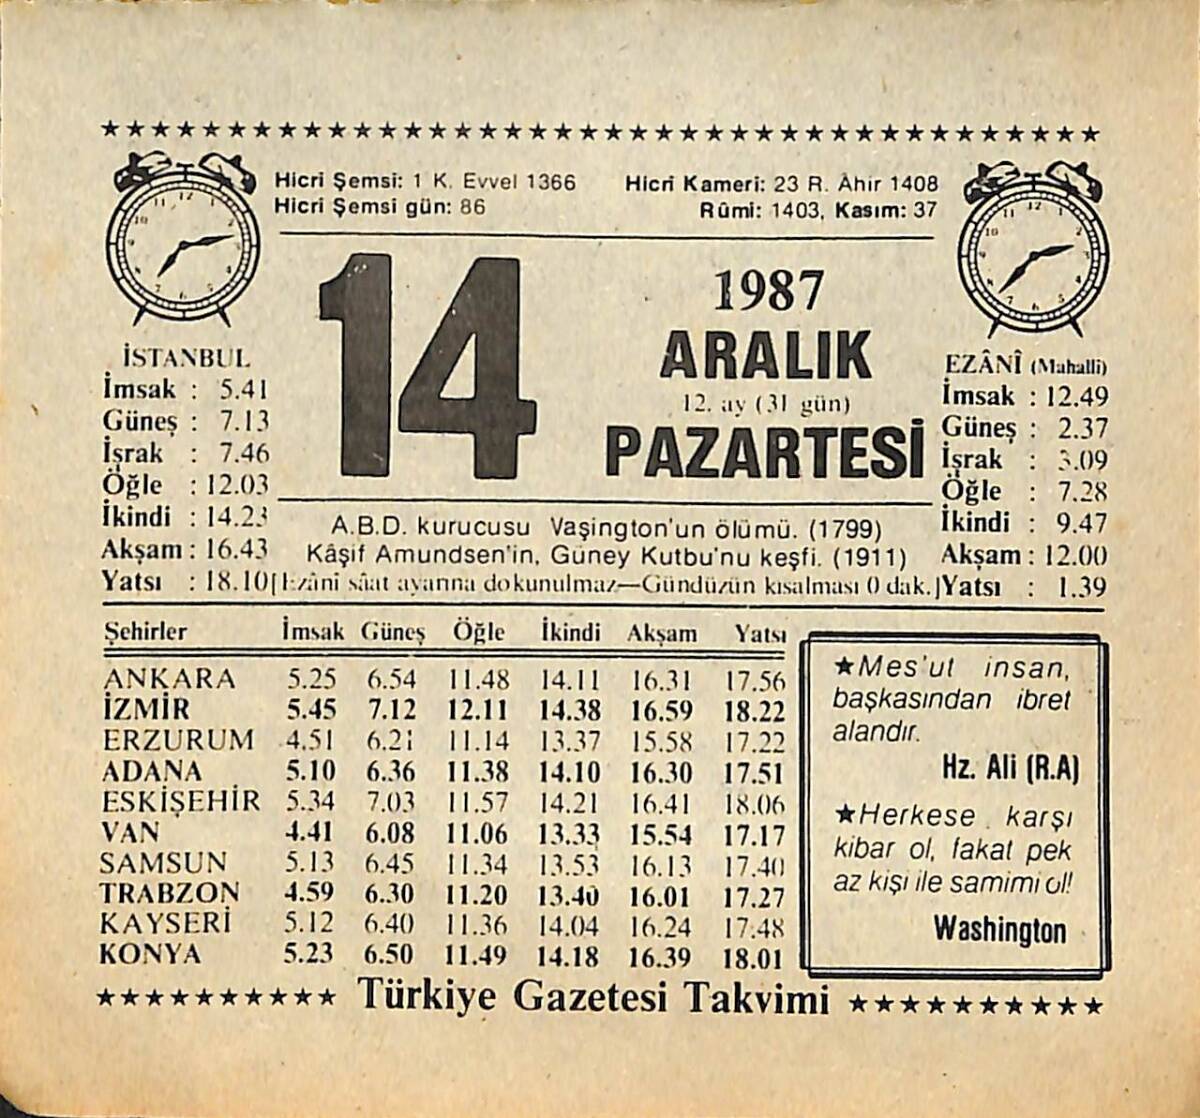 Hicri Şemsi: 1 K. Evvel 1366
Hicri Şemsi gün: 86
Hicri Kameri: 23 R. Âhir 1408
Rûmi: 1403, Kasım: 37
14
1987
ARALIK
12. ay (31 gün)
PAZARTESİ
İSTANBUL
İmsak : 5.41
Güneş : 7.13
İşrak : 7.46
Öğle : 12.03
İkindi : 14.23
Akşam : 16.43
Yatsı : 18.10
EZÂNÎ (Mahalli)
İmsak : 12.49
Güneş : 2.37
İşrak : 3.09
Öğle : 7.28
İkindi : 9.47
Akşam : 12.00
Yatsı : 1.39
A.B.D. kurucusu Vaşington'un ölümü. (1799)
Kâşif Amundsen'in, Güney Kutbu'nu keşfi. (1911)
[Ezânî sâat ayarına dokunulmaz—Gündüzün kısalması 0 dak.]
Şehirler İmsak Güneş Öğle İkindi Akşam Yatsı
ANKARA 5.25 6.54 11.48 14.11 16.31 17.56
İZMİR 5.45 7.12 12.11 14.38 16.59 18.22
ERZURUM 4.51 6.21 11.14 13.37 15.58 17.22
ADANA 5.10 6.36 11.38 14.10 16.30 17.51
ESKİŞEHİR 5.34 7.03 11.57 14.21 16.41 18.06
VAN 4.41 6.08 11.06 13.33 15.54 17.17
SAMSUN 5.13 6.45 11.34 13.53 16.13 17.40
TRABZON 4.59 6.30 11.20 13.40 16.01 17.27
KAYSERİ 5.12 6.40 11.36 14.04 16.24 17.48
KONYA 5.23 6.50 11.49 14.18 16.39 18.01
★Mes'ut insan,
başkasından ibret
alandır.
Hz. Ali (R.A)
★Herkese karşı
kibar ol, fakat pek
az kişi ile samimi ol!
Washington
Türkiye Gazetesi Takvimi